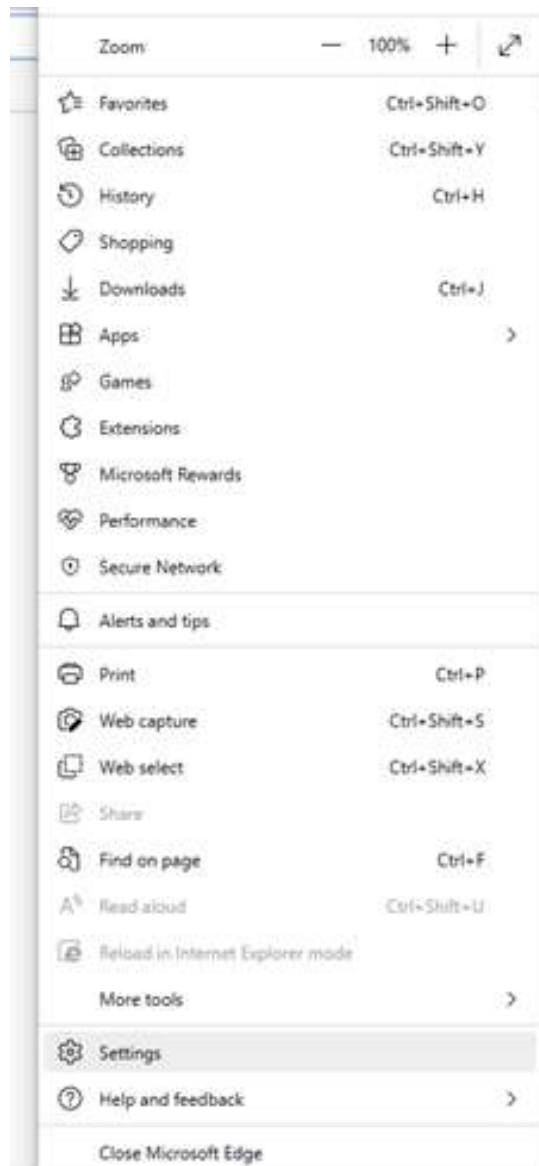 Zoom — 100% +
Favorites Ctrl+Shift+O
Collections Ctrl+Shift+Y
History Ctrl+H
Shopping
Downloads Ctrl+J
Apps
Games
Extensions
Microsoft Rewards
Performance
Secure Network
Alerts and tips
Print Ctrl+P
Web capture Ctrl+Shift+S
Web select Ctrl+Shift+X
Share
Find on page Ctrl+F
Read aloud Ctrl+Shift+U
Reload in Internet Explorer mode
More tools
Settings
Help and feedback
Close Microsoft Edge